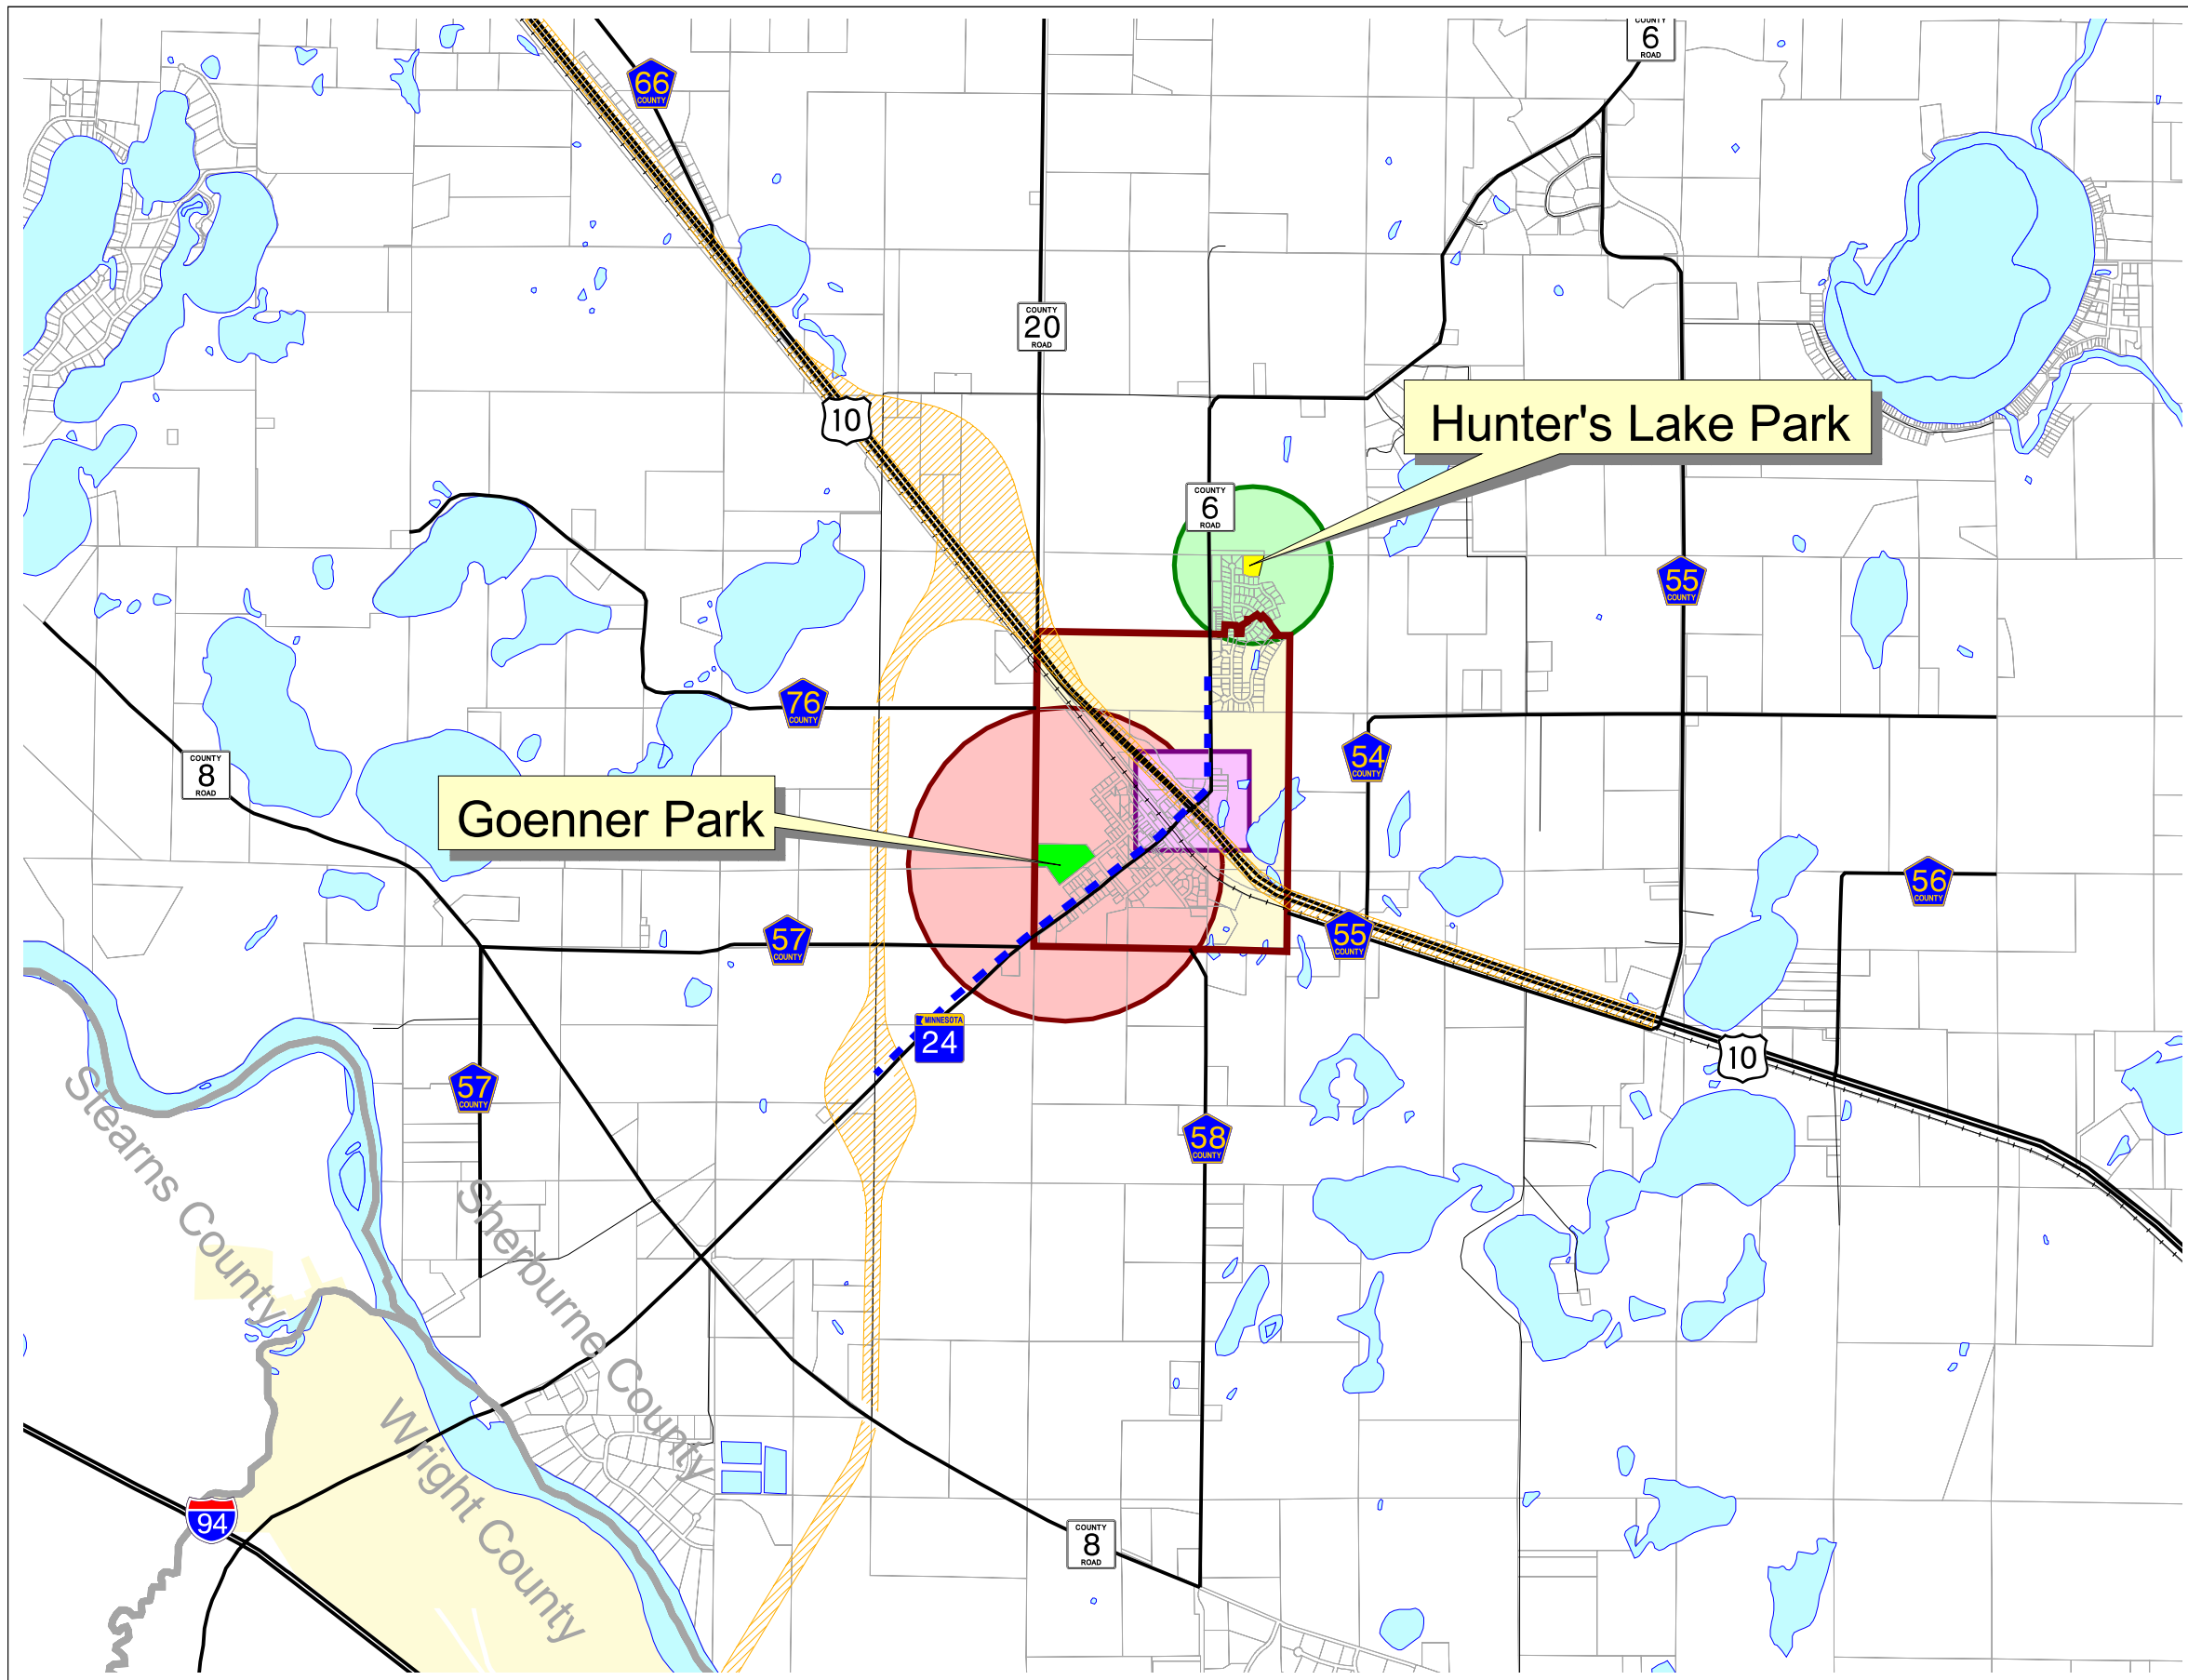 COUNTY
6
ROAD
66
COUNTY
COUNTY
20
ROAD
10
Hunter's Lake Park
COUNTY
6
ROAD
55
COUNTY
76
COUNTY
54
COUNTY
COUNTY
8
ROAD
Goenner Park
56
COUNTY
57
COUNTY
55
COUNTY
MINNESOTA
24
10
57
COUNTY
58
COUNTY
Stearns County
Sherburne County
Wright County
94
COUNTY
8
ROAD